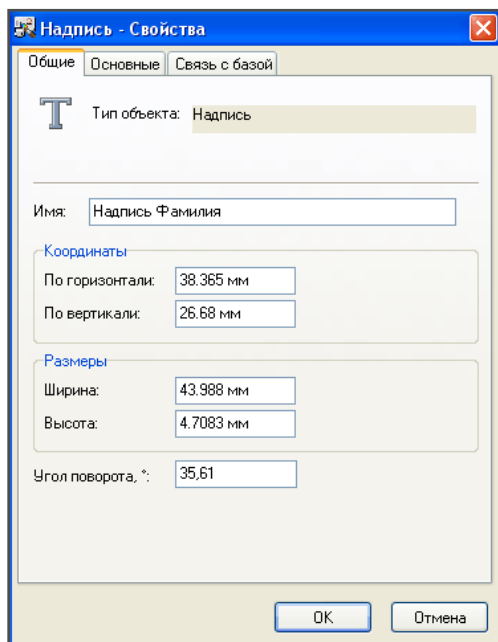 Надпись - Свойства
Общие Основные Связь с базой
T Тип объекта: Надпись
Имя: Надпись Фамилия
Координаты
По горизонтали: 38.365 мм
По вертикали: 26.68 мм
Размеры
Ширина: 43.988 мм
Высота: 4.7083 мм
Угол поворота, °: 35,61
OK Отмена